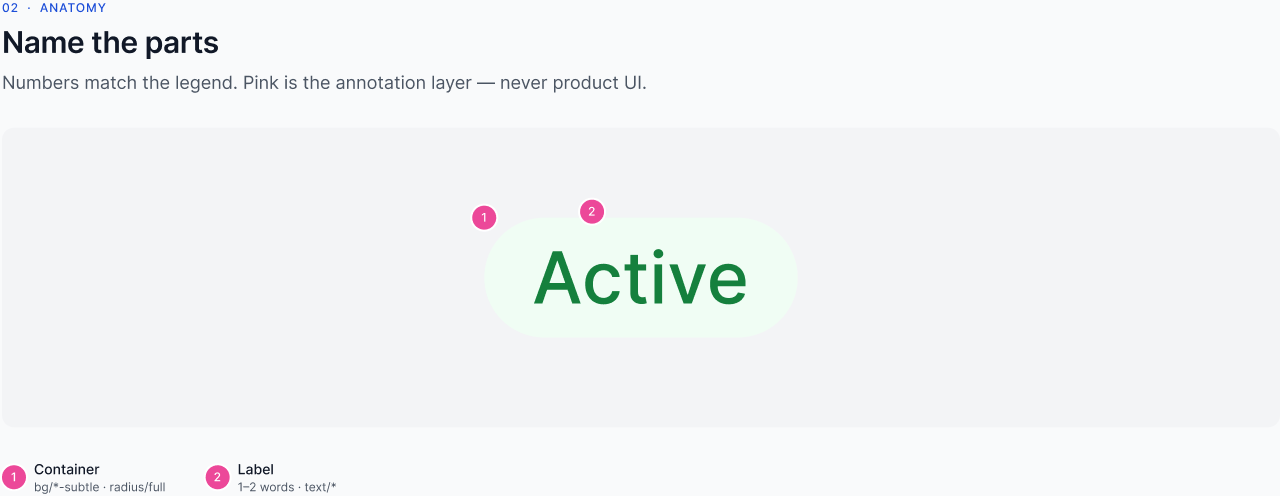 02 · ANATOMY
Name the parts
Numbers match the legend. Pink is the annotation layer — never product UI.
1
2
Active
1 Container
bg/*-subtle · radius/full
2 Label
1–2 words · text/*